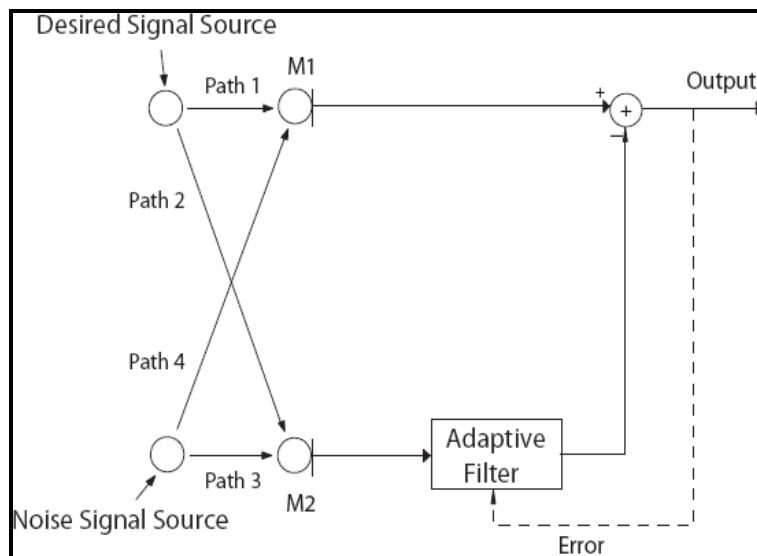 Desired Signal Source
Path 1
M1
Output
+
+
–
Path 2
Path 4
Adaptive
Filter
Path 3
M2
Noise Signal Source
Error